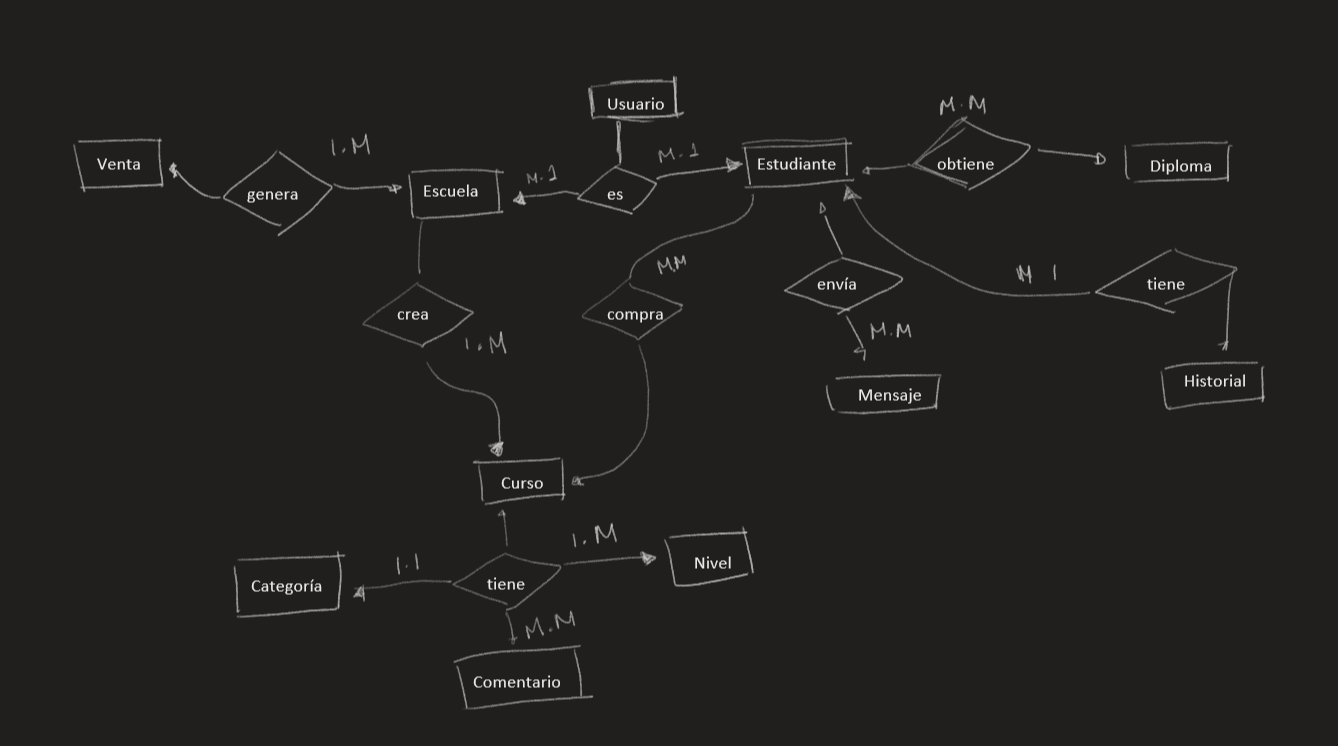 Usuario
M.M
1.M
M.1
M.1
Venta
genera
Escuela
es
Estudiante
obtiene
Diploma
M.M
M 1
crea
compra
envía
tiene
1.M
M.M
Mensaje
Historial
Curso
1.M
1.1
Categoría
tiene
Nivel
M.M
Comentario